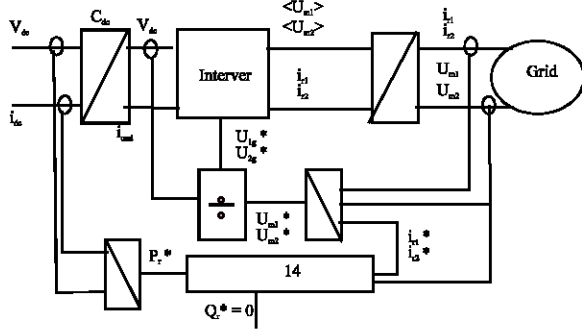 C_dc
<U_m1>
<U_m2>
V_dc
V_dc
i_r1
i_r2
Interver
U_m1
U_m2
Grid
i_dc
i_ond
i_r1
i_r2
U_1g *
U_2g *
U_m1 *
U_m2 *
i_r1 *
i_r2 *
P_r *
14
Q_r * = 0